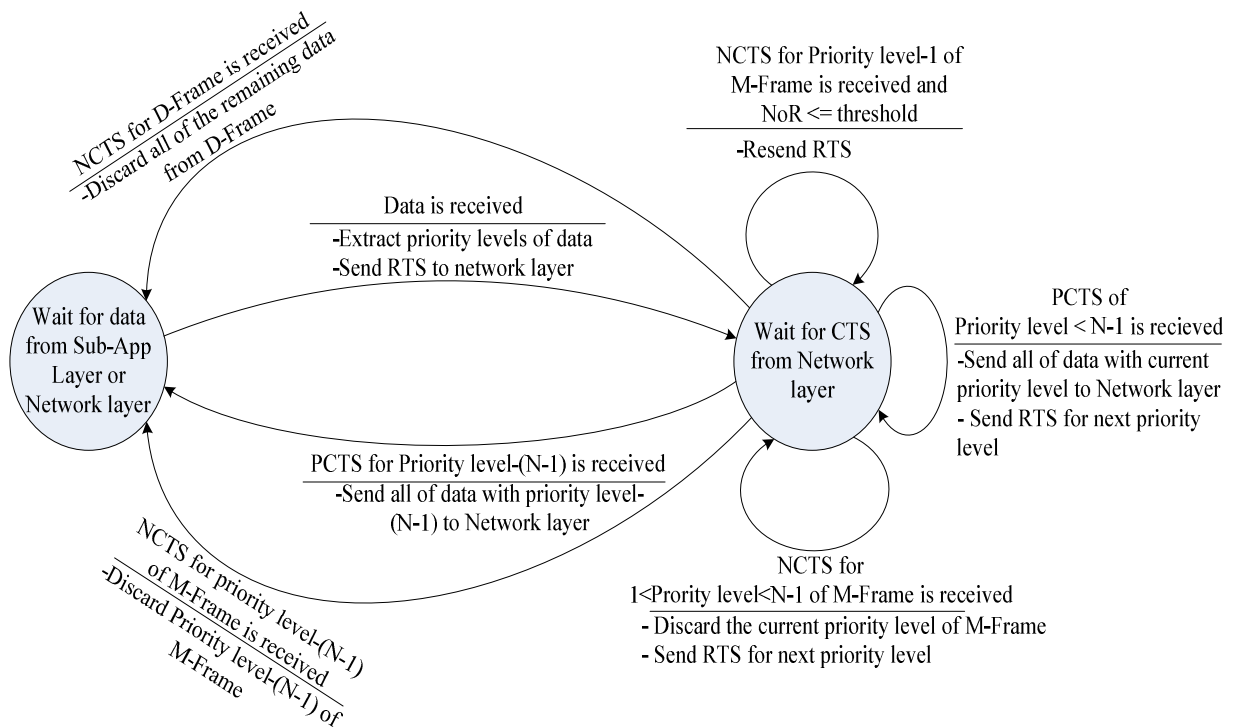 NCTS for D-Frame is received
-Discard all of the remaining data
from D-Frame
NCTS for Priority level-1 of
M-Frame is received and
NoR <= threshold
-Resend RTS
Data is received
-Extract priority levels of data
-Send RTS to network layer
Wait for data
from Sub-App
Layer or
Network layer
Wait for CTS
from Network
layer
PCTS of
Priority level < N-1 is recieved
-Send all of data with current
priority level to Network layer
- Send RTS for next priority
level
PCTS for Priority level-(N-1) is received
-Send all of data with priority level-
(N-1) to Network layer
NCTS for priority level-(N-1)
of M-Frame is received
-Discard Priority level-(N-1) of
M-Frame
NCTS for
1<Prority level<N-1 of M-Frame is received
- Discard the current priority level of M-Frame
- Send RTS for next priority level